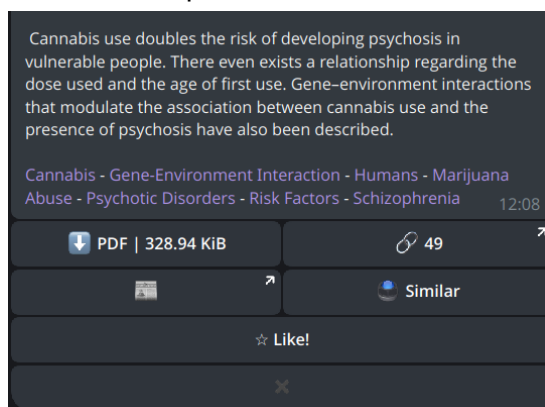 Cannabis use doubles the risk of developing psychosis in
vulnerable people. There even exists a relationship regarding the
dose used and the age of first use. Gene–environment interactions
that modulate the association between cannabis use and the
presence of psychosis have also been described.
Cannabis - Gene-Environment Interaction - Humans - Marijuana
Abuse - Psychotic Disorders - Risk Factors - Schizophrenia
12:08
PDF | 328.94 KiB
49
Similar
☆ Like!